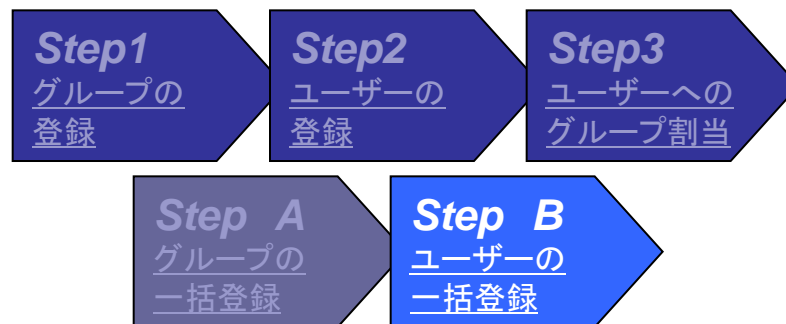 Step1
グループの
登録
Step2
ユーザーの
登録
Step3
ユーザーへの
グループ割当
Step A
グループの
一括登録
Step B
ユーザーの
一括登録